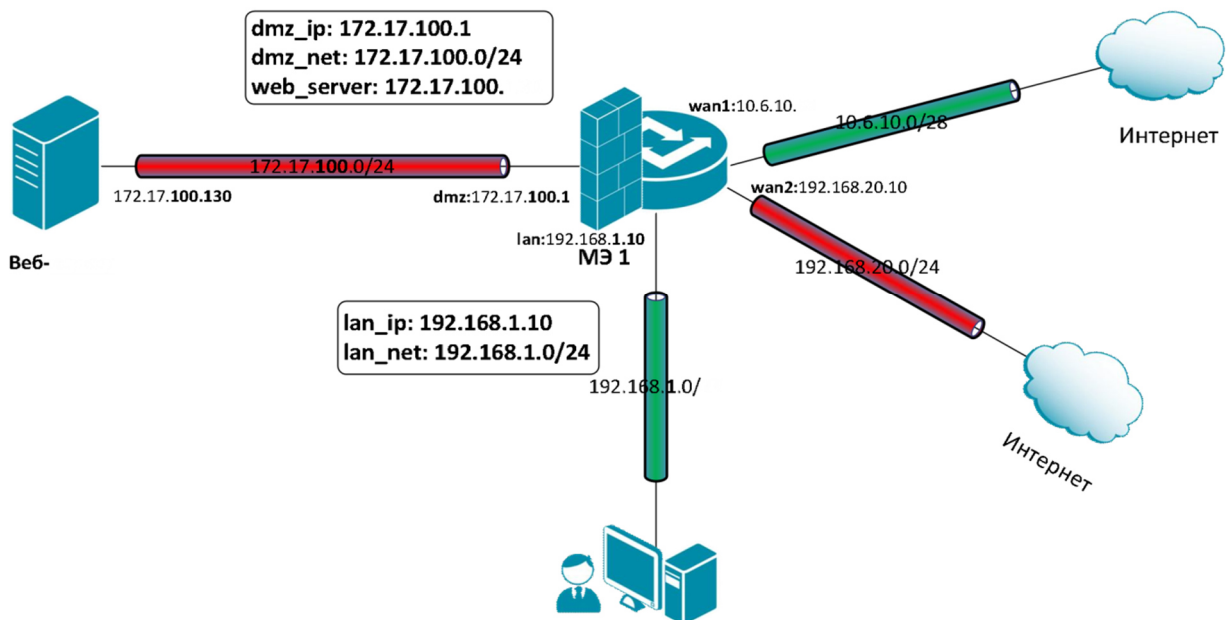 dmz_ip: 172.17.100.1
dmz_net: 172.17.100.0/24
web_server: 172.17.100.
wan1:10.6.10.
10.6.10.0/28
Интернет
172.17.100.0/24
172.17.100.130
dmz:172.17.100.1
wan2:192.168.20.10
lan:192.168.1.10
МЭ 1
Веб-
192.168.20.0/24
lan_ip: 192.168.1.10
lan_net: 192.168.1.0/24
192.168.1.0/
Интернет